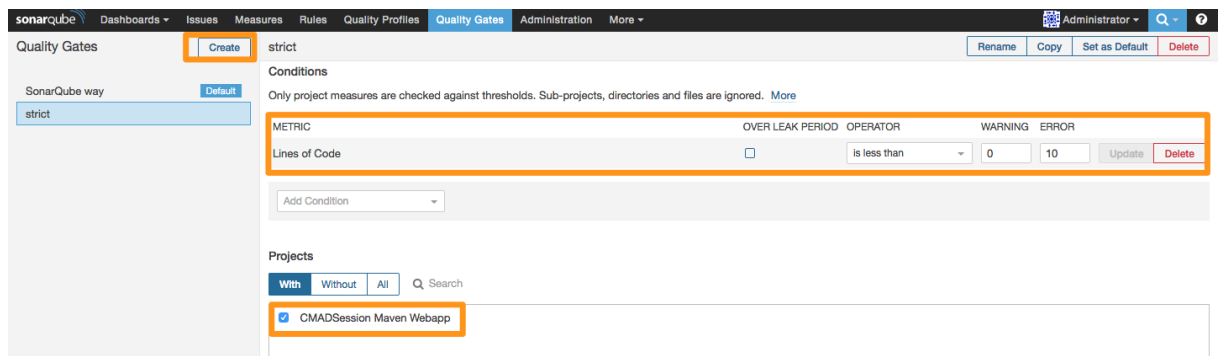 sonarqube Dashboards Issues Measures Rules Quality Profiles Quality Gates Administration More Administrator ?
Quality Gates Create strict Rename Copy Set as Default Delete
Conditions
SonarQube way Default
Only project measures are checked against thresholds. Sub-projects, directories and files are ignored. More
strict
METRIC OVER LEAK PERIOD OPERATOR WARNING ERROR
Lines of Code is less than 0 10 Update Delete
Add Condition
Projects
With Without All Search
CMADSession Maven Webapp